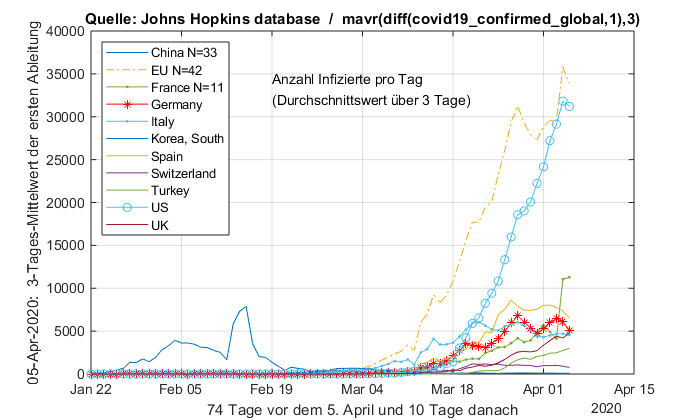 Quelle: Johns Hopkins database / mavr(diff(covid19_confirmed_global,1),3)
05-Apr-2020: 3-Tages-Mittelwert der ersten Ableitung
40000
35000
30000
25000
20000
15000
10000
5000
0
China N=33
EU N=42
France N=11
Germany
Italy
Korea, South
Spain
Switzerland
Turkey
US
UK
Anzahl Infizierte pro Tag
(Durchschnittswert über 3 Tage)
Jan 22 Feb 05 Feb 19 Mar 04 Mar 18 Apr 01 Apr 15
74 Tage vor dem 5. April und 10 Tage danach 2020